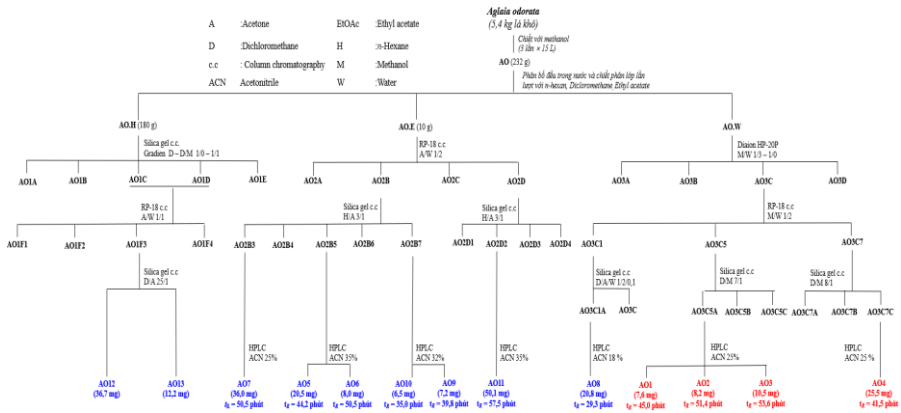 Aglaia odorata
(5,4 kg lá khô)
A :Acetone EtOAc :Ethyl acetate
D :Dichloromethane H :n-Hexane
c.c : Column chromatography M :Methanol
ACN Acetonitrile W :Water
Chiết với methanol
(3 lần × 15 L)
AO (232 g)
Phân bố đều trong nước và chiết phân lớp lần
lượt với n-hexan, Dicloromethane, Ethyl acetate
AO.H (180 g) AO.E (10 g) AO.W
Silica gel c.c.
Gradien D – D/M 1/0 – 1/1
RP-18 c.c
A/W 1/2
Diaion HP-20P
M/W 1/3 – 1/0
AO1A AO1B AO1C AO1D AO1E AO2A AO2B AO2C AO2D AO3A AO3B AO3C AO3D
RP-18 c.c
A/W 1/1
Silica gel c.c
H/A 3/1
Silica gel c.c
H/A 3/1
RP-18 c.c
M/W 1/2
AO1F1 AO1F2 AO1F3 AO1F4 AO2B3 AO2B4 AO2B5 AO2B6 AO2B7 AO2D1 AO2D2 AO2D3 AO2D4 AO3C1 AO3C5 AO3C7
Silica gel c.c
D/A 25/1
Silica gel c.c
D/A/W 1/2/0,1
Silica gel c.c
D/M 7/1
Silica gel c.c
D/M 8/1
AO3C1A AO3C AO3C5A AO3C5B AO3C5C AO3C7A AO3C7B AO3C7C
HPLC
ACN 25%
HPLC
ACN 35%
HPLC
ACN 32%
HPLC
ACN 35%
HPLC
ACN 18 %
HPLC
ACN 25%
HPLC
ACN 25 %
AO12 AO13 AO7 AO5 AO6 AO10 AO9 AO11 AO8 AO1 AO2 AO3 AO4
(36,7 mg) (12,2 mg) (36,0 mg) (20,5 mg) (8,0 mg) (6,5 mg) (7,2 mg) (50,1 mg) (20,8 mg) (7,6 mg) (8,2 mg) (10,5 mg) (25,5 mg)
tR = 50,5 phút tR = 44,2 phút tR = 50,5 phút tR = 35,0 phút tR = 39,8 phút tR = 57,5 phút tR = 29,3 phút tR = 45,0 phút tR = 51,4 phút tR = 55,6 phút tR = 41,5 phút